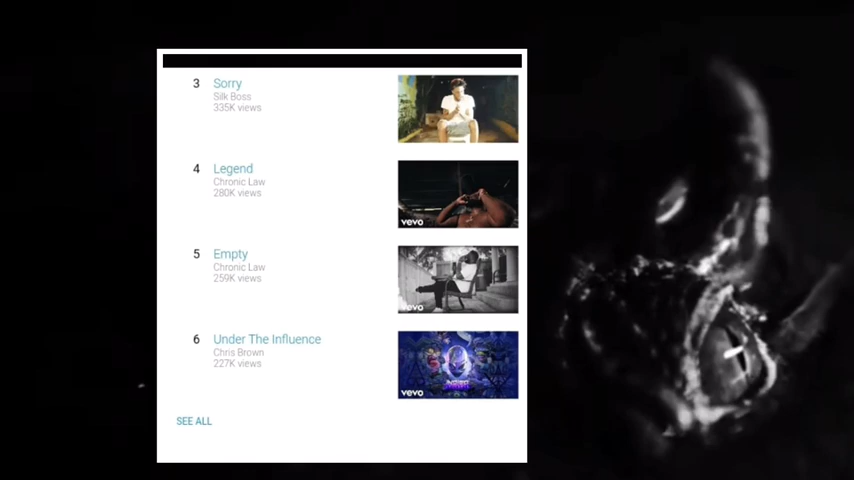 3
Sorry
Silk Boss
335K views
4
Legend
Chronic Law
280K views
vevo
5
Empty
Chronic Law
259K views
vevo
6
Under The Influence
Chris Brown
227K views
vevo
SEE ALL